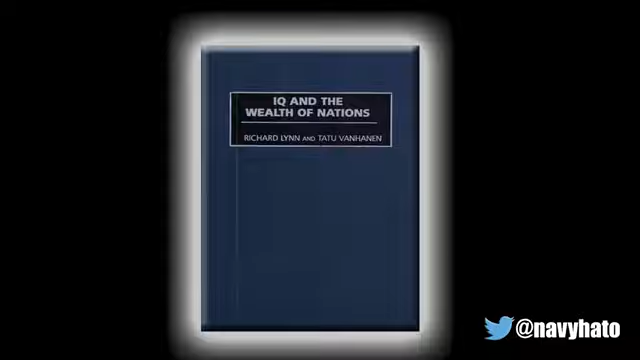 IQ AND THE
WEALTH OF NATIONS
RICHARD LYNN AND TATU VANHANEN
@navyhato